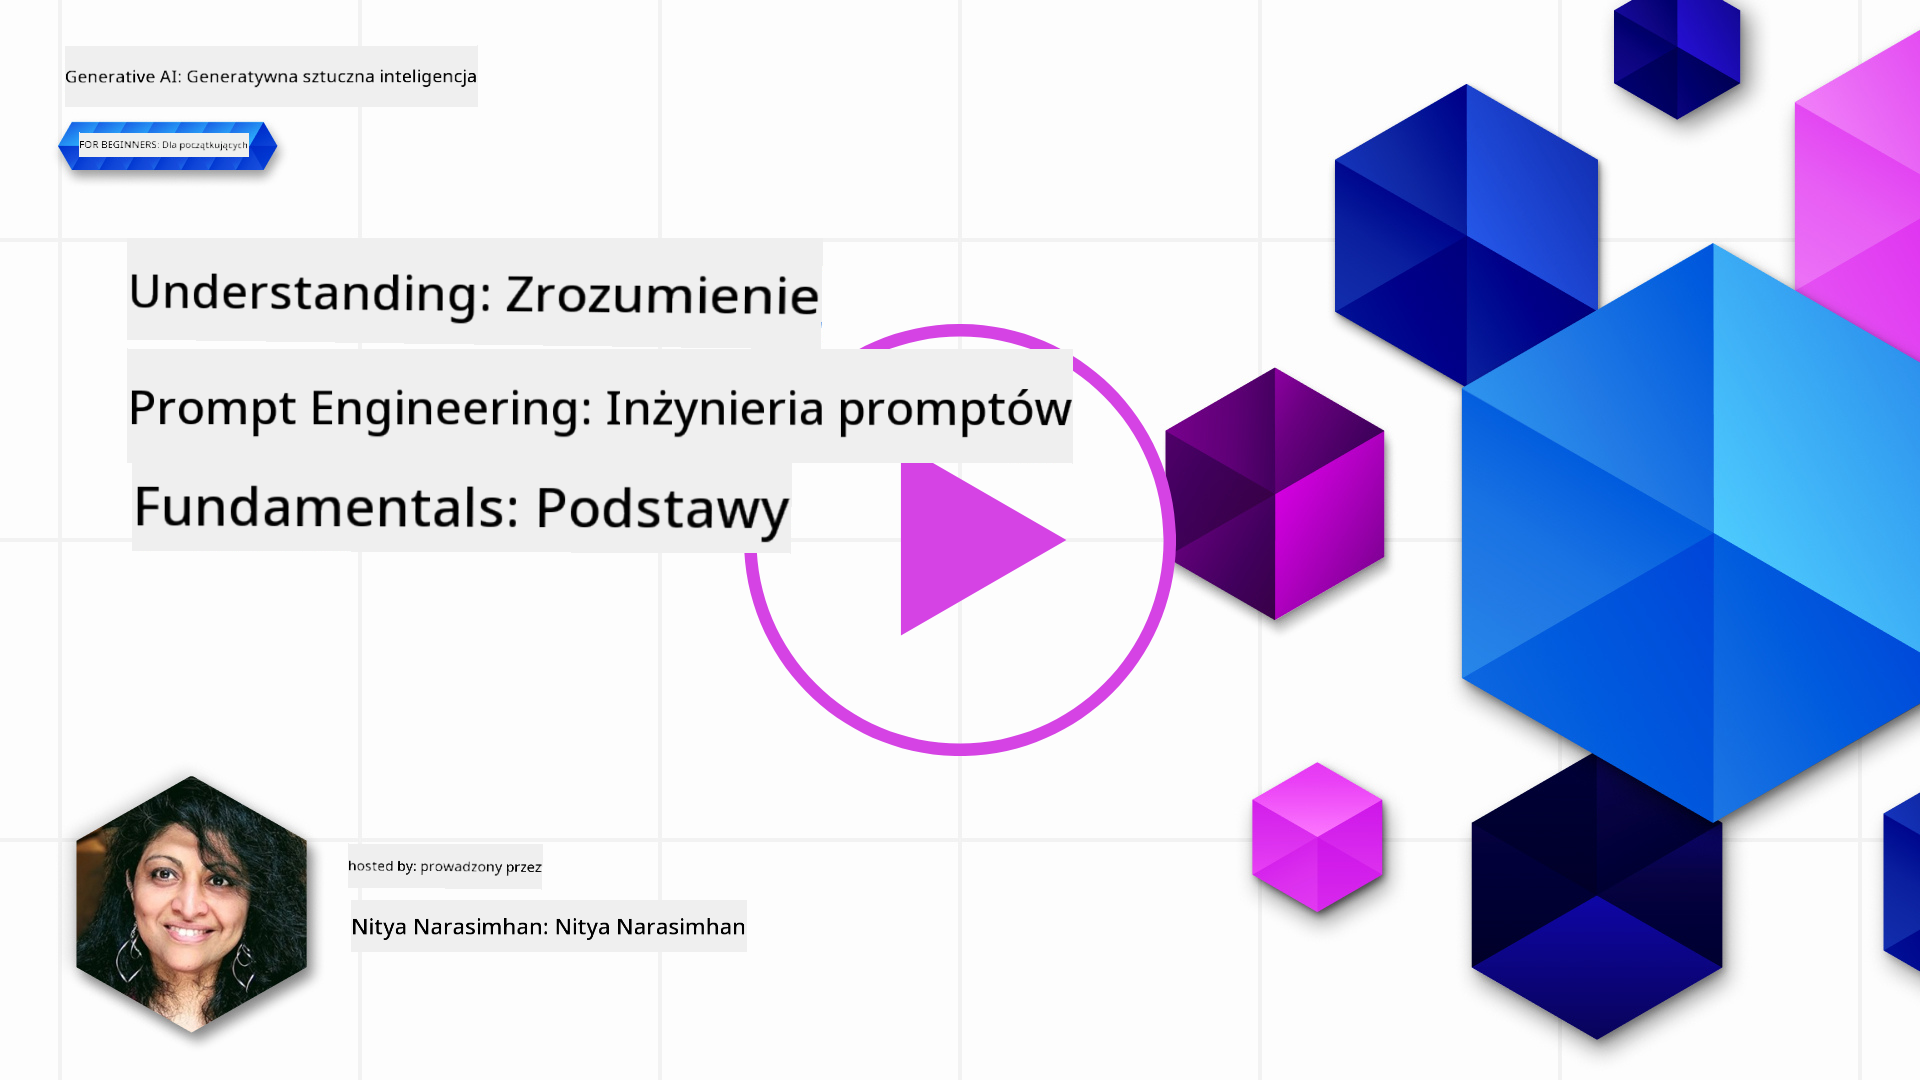 Generative AI: Generatywna sztuczna inteligencja
FOR BEGINNERS: Dla początkujących
Understanding: Zrozumienie
Prompt Engineering: Inżynieria promptów
Fundamentals: Podstawy
hosted by: prowadzony przez
Nitya Narasimhan: Nitya Narasimhan